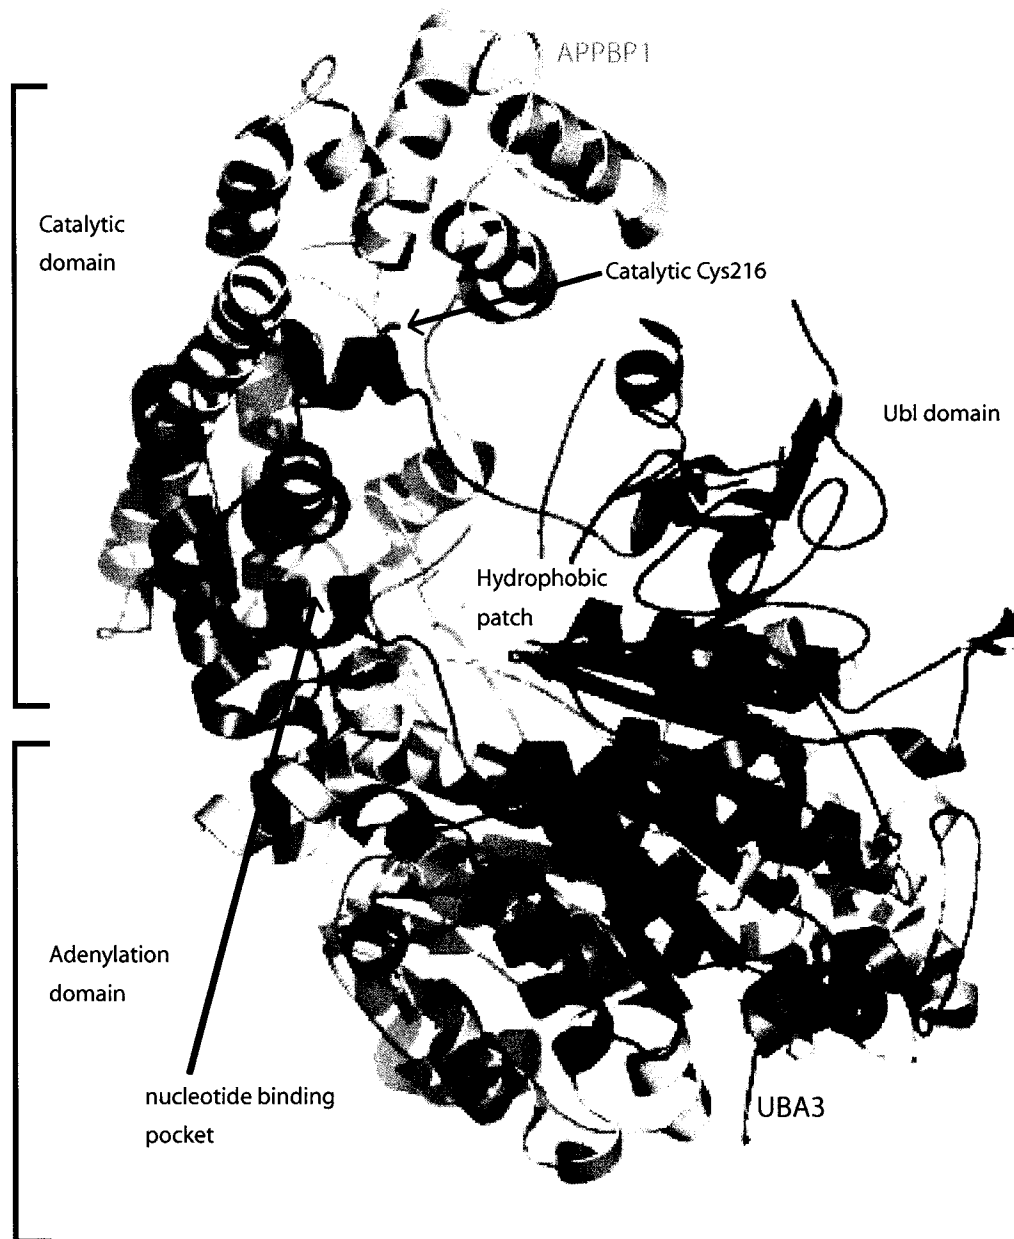 APPBP1
Catalytic
domain
Catalytic Cys216
Ubl domain
Hydrophobic
patch
Adenylation
domain
nucleotide binding
pocket
UBA3